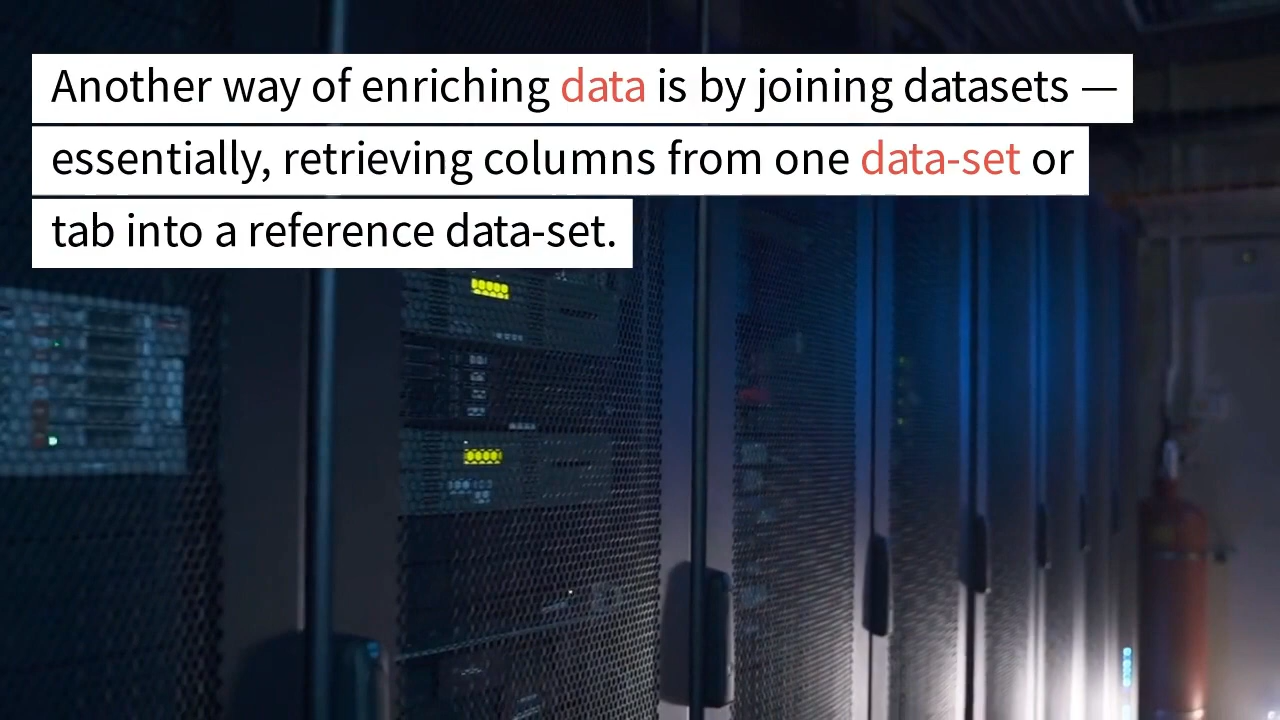 Another way of enriching data is by joining datasets —
essentially, retrieving columns from one data-set or
tab into a reference data-set.